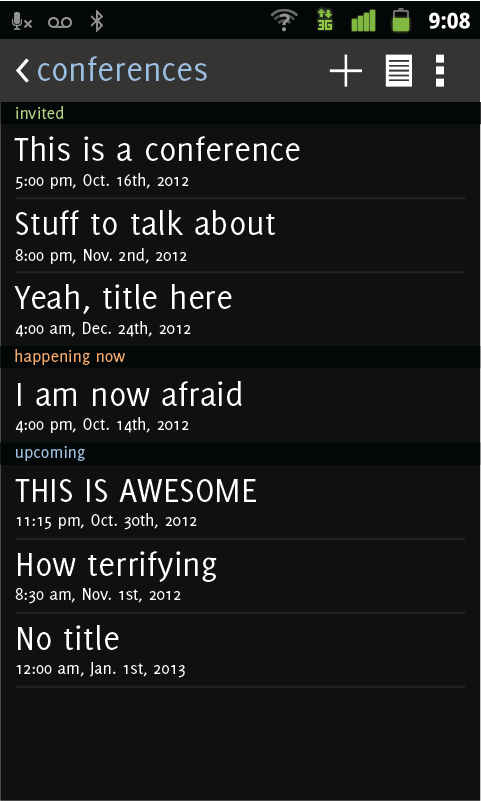 3G
9:08
conferences
invited
This is a conference
5:00 pm, Oct. 16th, 2012
Stuff to talk about
8:00 pm, Nov. 2nd, 2012
Yeah, title here
4:00 am, Dec. 24th, 2012
happening now
I am now afraid
4:00 pm, Oct. 14th, 2012
upcoming
THIS IS AWESOME
11:15 pm, Oct. 30th, 2012
How terrifying
8:30 am, Nov. 1st, 2012
No title
12:00 am, Jan. 1st, 2013